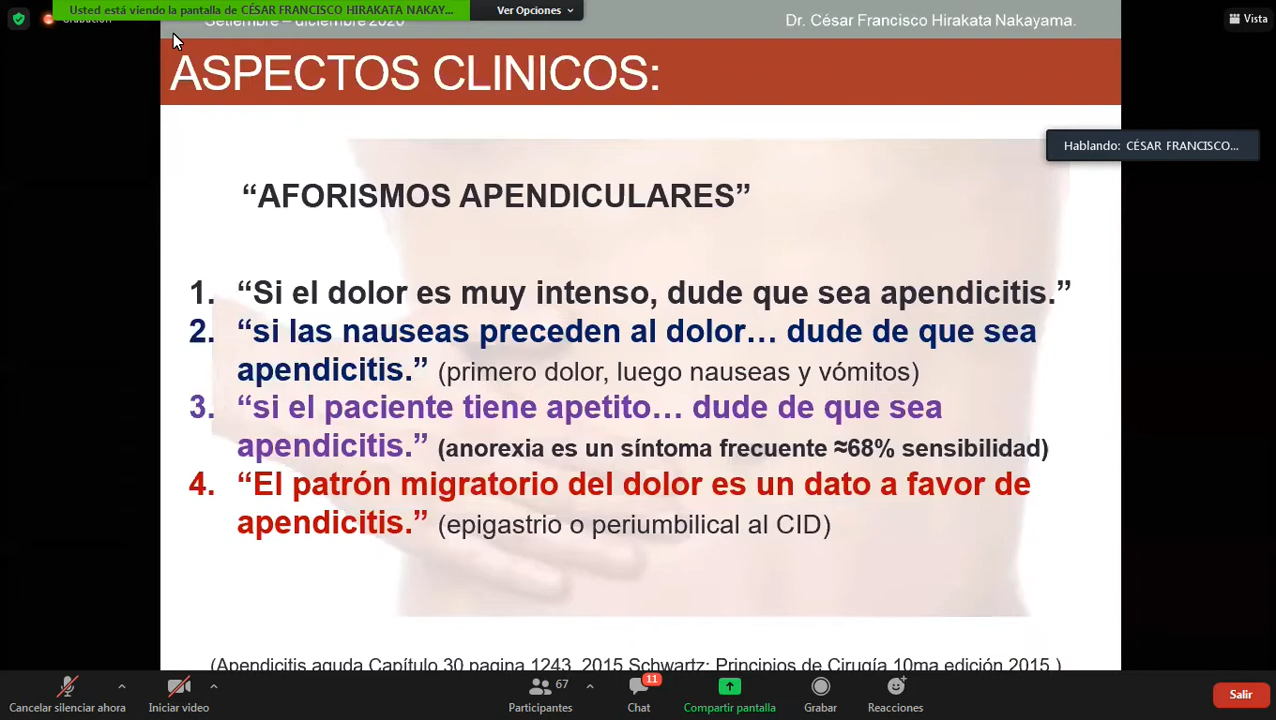 Usted está viendo la pantalla de CÉSAR FRANCISCO HIRAKATA NAKAY...
Ver Opciones
Grabación
Setiembre – diciembre 2020
Dr. César Francisco Hirakata Nakayama.
Vista
ASPECTOS CLINICOS:
Hablando: CÉSAR FRANCISCO...
“AFORISMOS APENDICULARES”
1. “Si el dolor es muy intenso, dude que sea apendicitis.”
2. “si las nauseas preceden al dolor… dude de que sea
apendicitis.” (primero dolor, luego nauseas y vómitos)
3. “si el paciente tiene apetito… dude de que sea
apendicitis.” (anorexia es un síntoma frecuente ≈68% sensibilidad)
4. “El patrón migratorio del dolor es un dato a favor de
apendicitis.” (epigastrio o periumbilical al CID)
(Apendicitis aguda Capítulo 30 pagina 1243, 2015 Schwartz: Principios de Cirugía 10ma edición 2015.)
67
11
Cancelar silenciar ahora
Iniciar video
Participantes
Chat
Compartir pantalla
Grabar
Reacciones
Salir